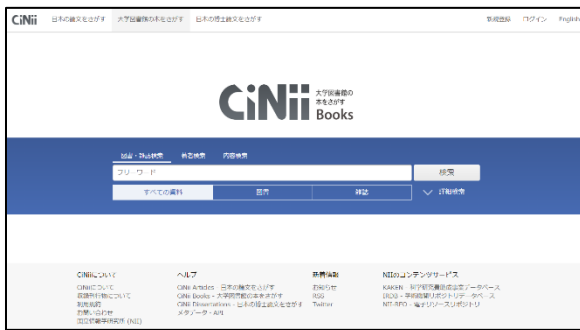 CiNii 日本の論文をさがす 大学図書館の本をさがす 日本の博士論文をさがす 新規登録 ログイン English
CiNii 大学図書館の
本をさがす
Books
図書・雑誌検索 著者検索 内容検索
フリーワード 検索
すべての資料 図書 雑誌 詳細検索
CiNiiについて ヘルプ 新着情報 NIIのコンテンツサービス
CiNiiについて CiNii Articles - 日本の論文をさがす お知らせ KAKEN - 科学研究費助成事業データベース
収録刊行物について CiNii Books - 大学図書館の本をさがす RSS IRDB - 学術機関リポジトリデータベース
利用規約 CiNii Dissertations - 日本の博士論文をさがす Twitter NII-REO - 電子リソースリポジトリ
お問い合わせ メタデータ・API
国立情報学研究所 (NII)